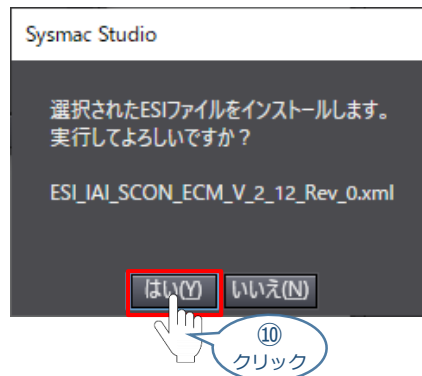 Sysmac Studio
選択されたESIファイルをインストールします。
実行してよろしいですか？
ESI_IAI_SCON_ECM_V_2_12_Rev_0.xml
はい(Y) いいえ(N)
⑩
クリック